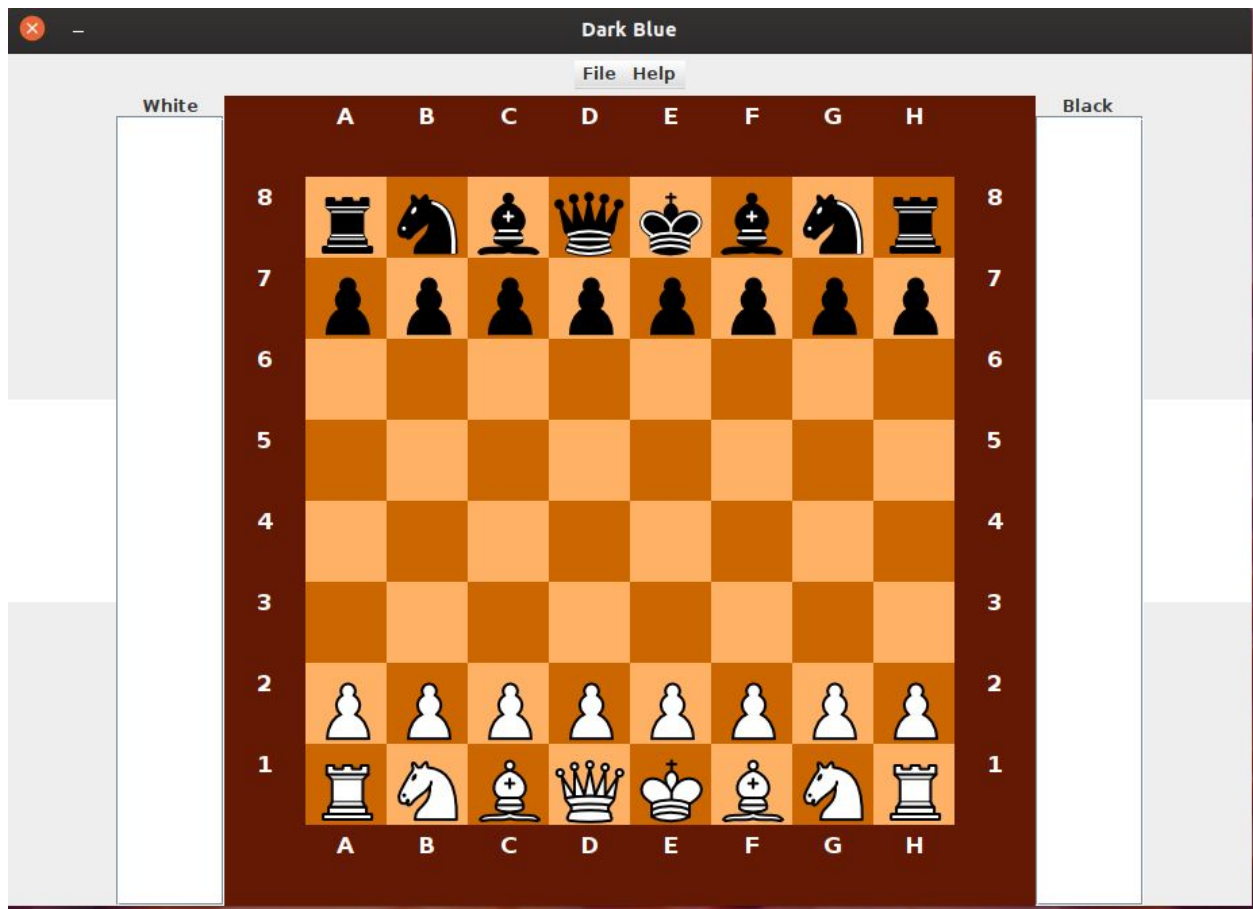 Dark Blue
File Help
White
Black
A B C D E F G H
8 8
7 7
6 6
5 5
4 4
3 3
2 2
1 1
A B C D E F G H